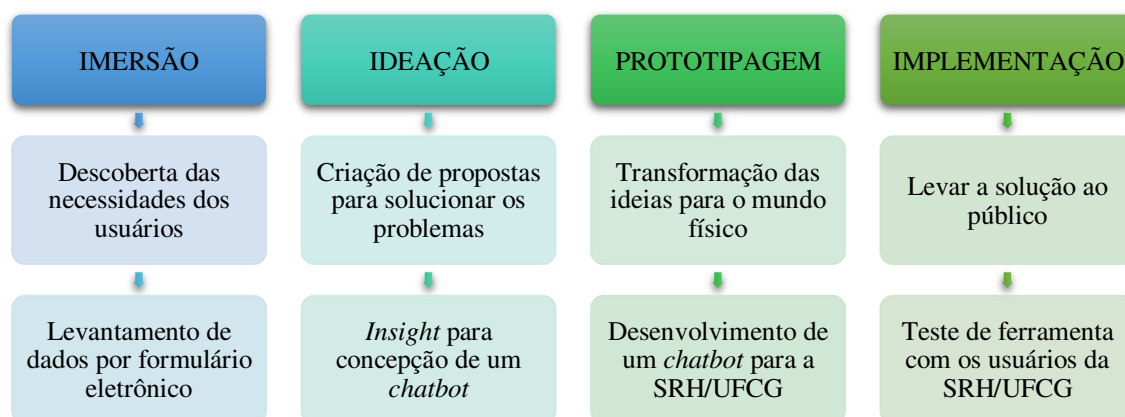 IMERSÃO
Descoberta das
necessidades dos
usuários
Levantamento de
dados por formulário
eletrônico
IDEAÇÃO
Criação de propostas
para solucionar os
problemas
Insight para
concepção de um
chatbot
PROTOTIPAGEM
Transformação das
ideias para o mundo
físico
Desenvolvimento de
um chatbot para a
SRH/UFCG
IMPLEMENTAÇÃO
Levar a solução ao
público
Teste de ferramenta
com os usuários da
SRH/UFCG